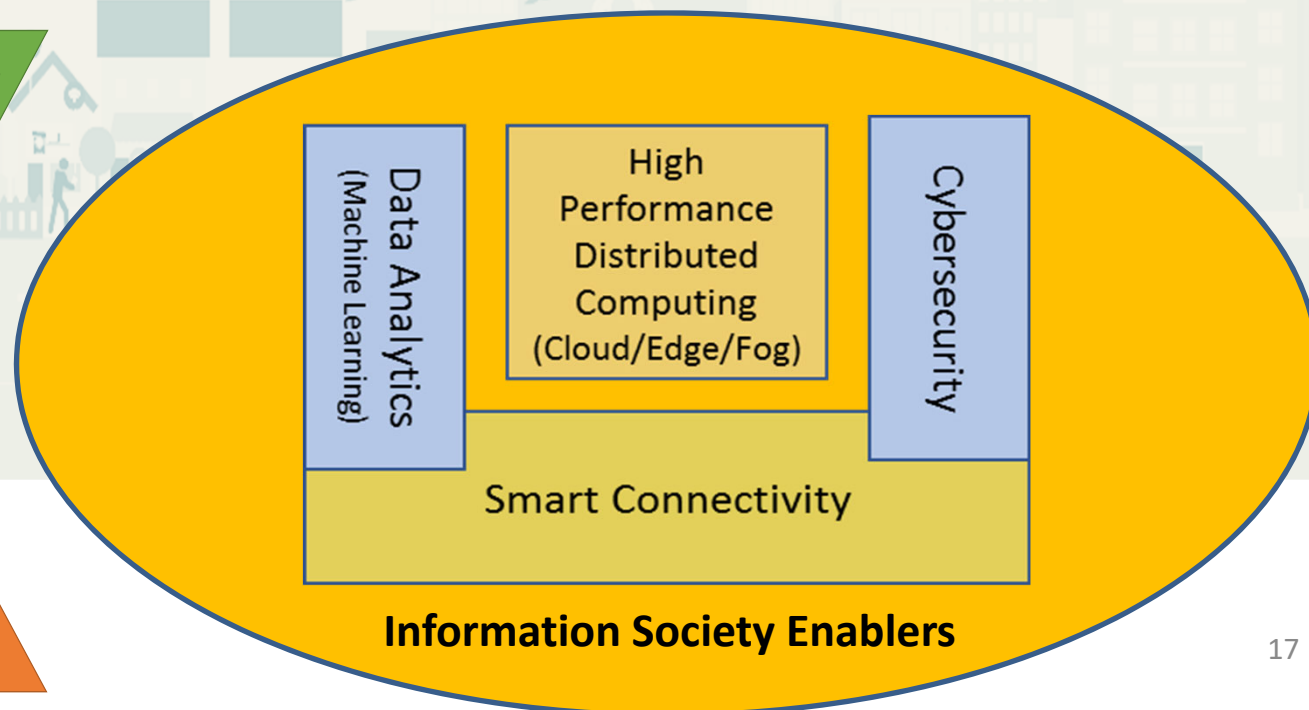 Data Analytics
(Machine Learning)
High
Performance
Distributed
Computing
(Cloud/Edge/Fog)
Cybersecurity
Smart Connectivity
Information Society Enablers
17